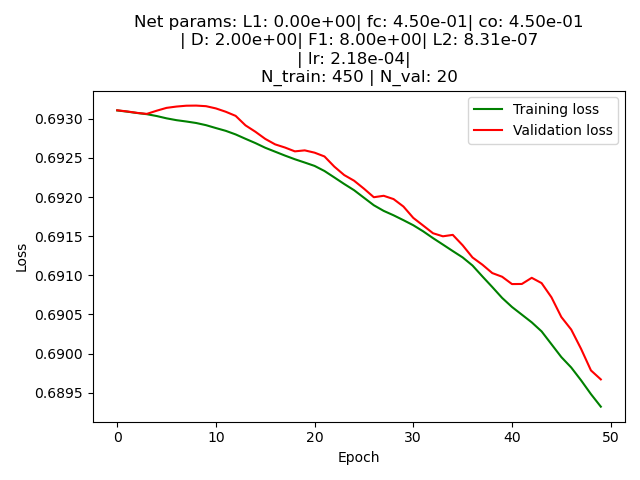 Net params: L1: 0.00e+00| fc: 4.50e-01| co: 4.50e-01
| D: 2.00e+00| F1: 8.00e+00| L2: 8.31e-07
| lr: 2.18e-04|
N_train: 450 | N_val: 20
Training loss
Validation loss
0.6930
0.6925
0.6920
0.6915
0.6910
0.6905
0.6900
0.6895
Loss
0 10 20 30 40 50
Epoch